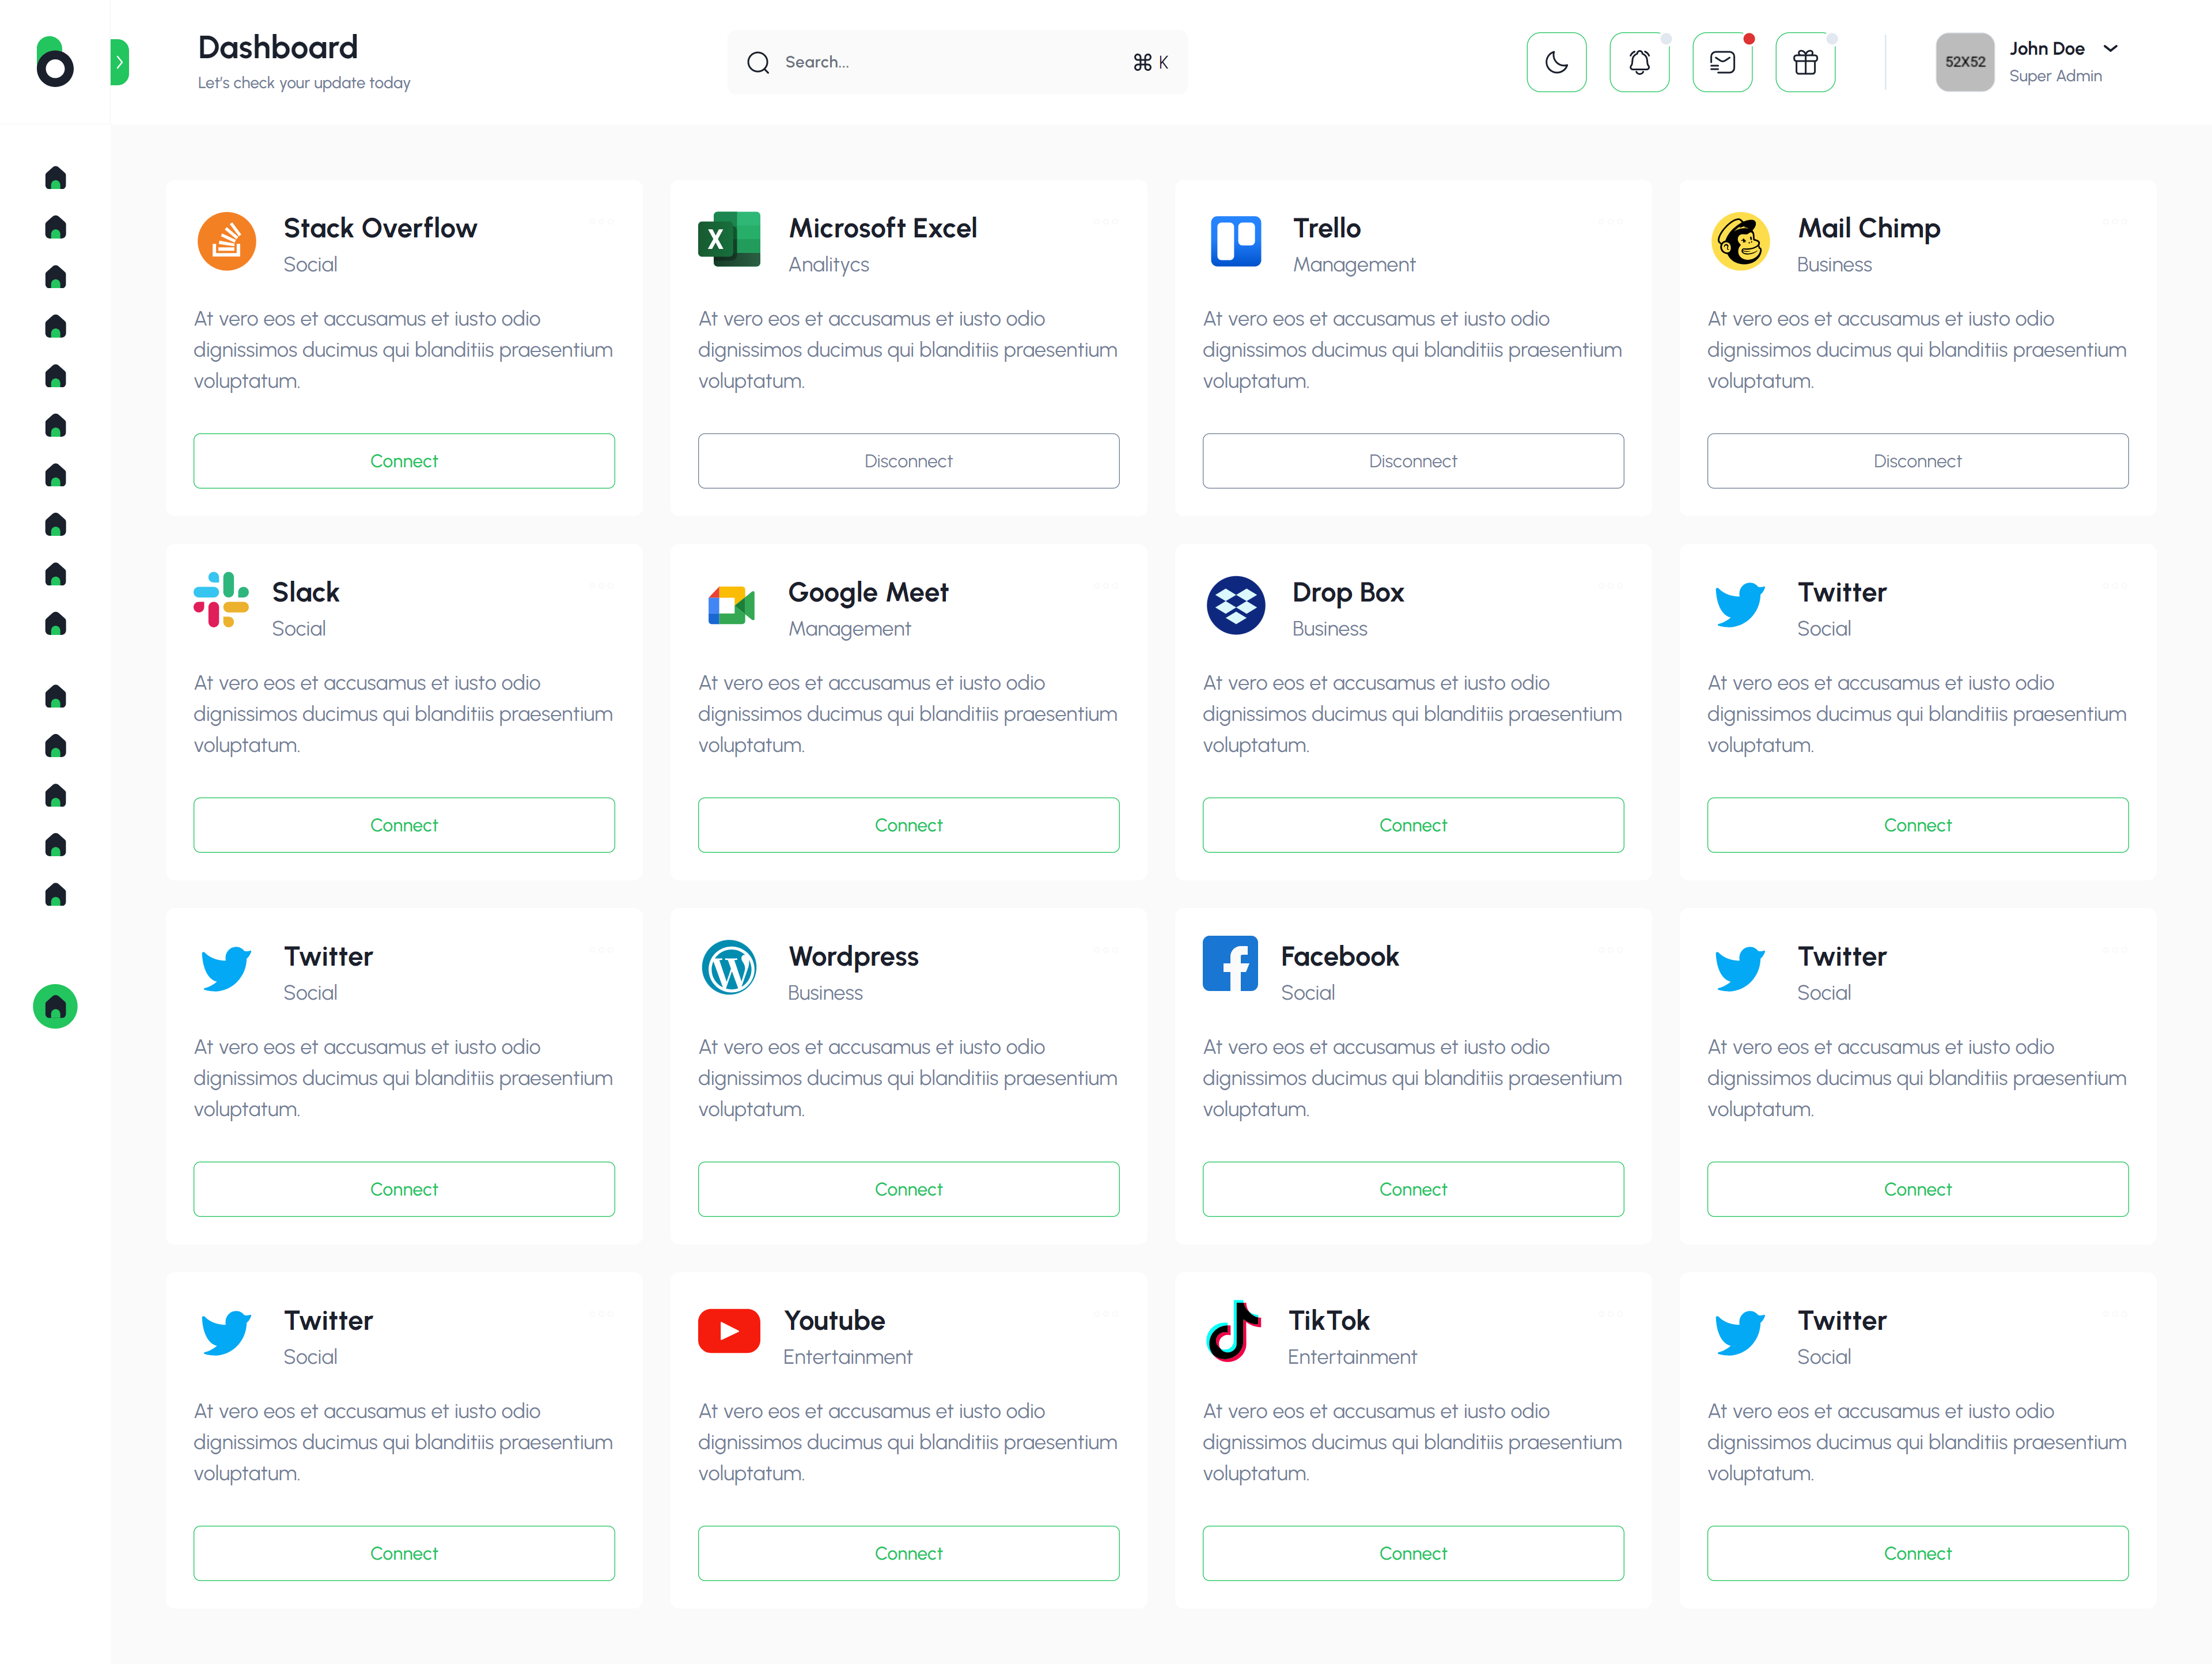 Dashboard
Let's check your update today
Search...
⌘ K
52X52
John Doe
Super Admin
Stack Overflow
Social
At vero eos et accusamus et iusto odio
dignissimos ducimus qui blanditiis praesentium
voluptatum.
Connect
Microsoft Excel
Analitycs
At vero eos et accusamus et iusto odio
dignissimos ducimus qui blanditiis praesentium
voluptatum.
Disconnect
Trello
Management
At vero eos et accusamus et iusto odio
dignissimos ducimus qui blanditiis praesentium
voluptatum.
Disconnect
Mail Chimp
Business
At vero eos et accusamus et iusto odio
dignissimos ducimus qui blanditiis praesentium
voluptatum.
Disconnect
Slack
Social
At vero eos et accusamus et iusto odio
dignissimos ducimus qui blanditiis praesentium
voluptatum.
Connect
Google Meet
Management
At vero eos et accusamus et iusto odio
dignissimos ducimus qui blanditiis praesentium
voluptatum.
Connect
Drop Box
Business
At vero eos et accusamus et iusto odio
dignissimos ducimus qui blanditiis praesentium
voluptatum.
Connect
Twitter
Social
At vero eos et accusamus et iusto odio
dignissimos ducimus qui blanditiis praesentium
voluptatum.
Connect
Twitter
Social
At vero eos et accusamus et iusto odio
dignissimos ducimus qui blanditiis praesentium
voluptatum.
Connect
Wordpress
Business
At vero eos et accusamus et iusto odio
dignissimos ducimus qui blanditiis praesentium
voluptatum.
Connect
Facebook
Social
At vero eos et accusamus et iusto odio
dignissimos ducimus qui blanditiis praesentium
voluptatum.
Connect
Twitter
Social
At vero eos et accusamus et iusto odio
dignissimos ducimus qui blanditiis praesentium
voluptatum.
Connect
Twitter
Social
At vero eos et accusamus et iusto odio
dignissimos ducimus qui blanditiis praesentium
voluptatum.
Connect
Youtube
Entertainment
At vero eos et accusamus et iusto odio
dignissimos ducimus qui blanditiis praesentium
voluptatum.
Connect
TikTok
Entertainment
At vero eos et accusamus et iusto odio
dignissimos ducimus qui blanditiis praesentium
voluptatum.
Connect
Twitter
Social
At vero eos et accusamus et iusto odio
dignissimos ducimus qui blanditiis praesentium
voluptatum.
Connect